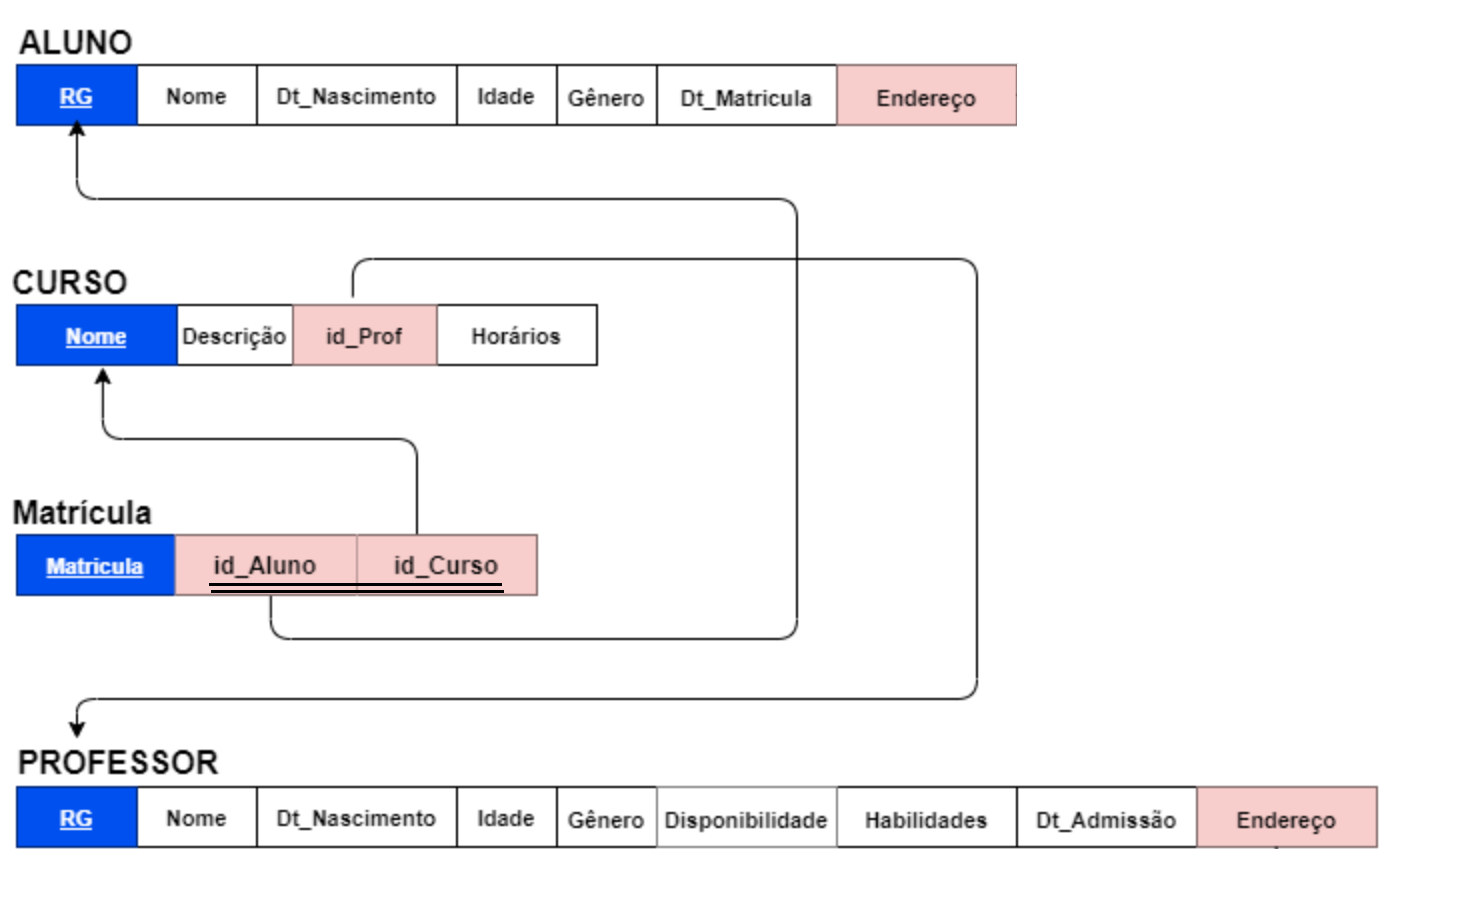 ALUNO
RG Nome Dt_Nascimento Idade Gênero Dt_Matricula Endereço
CURSO
Nome Descrição id_Prof Horários
Matrícula
Matricula id_Aluno id_Curso
PROFESSOR
RG Nome Dt_Nascimento Idade Gênero Disponibilidade Habilidades Dt_Admissão Endereço